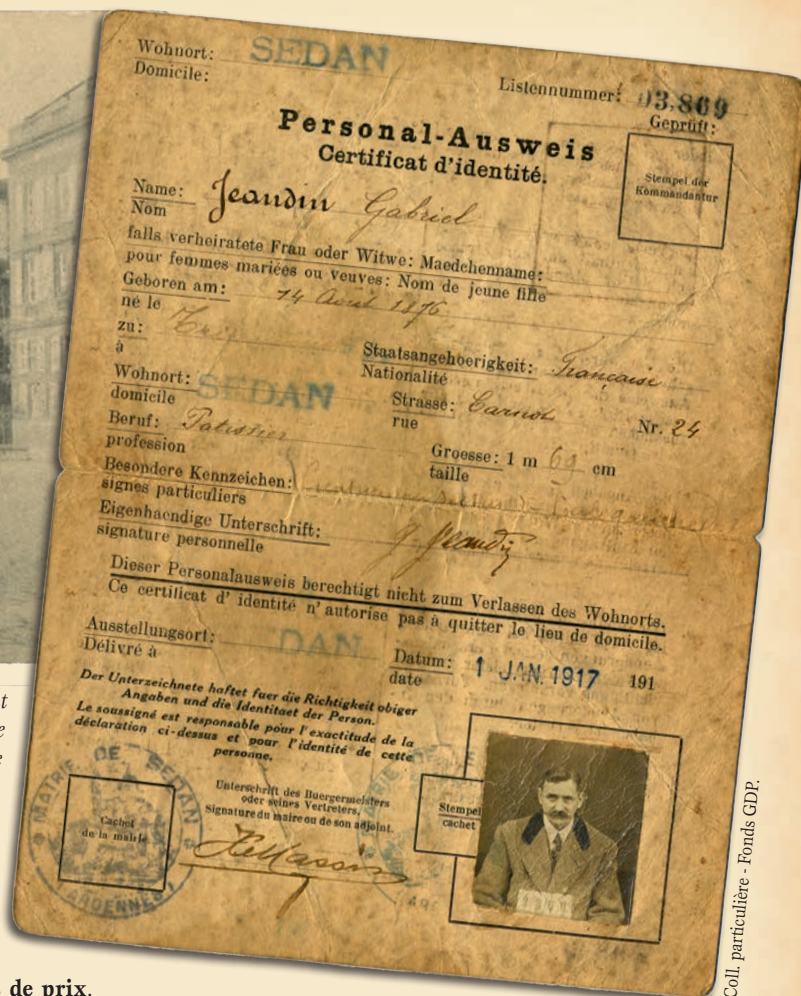 Wohnort: SEDAN
Domicile:
Listennummer: 03.869
Geprüft:
Personal-Ausweis
Certificat d'identité.
Stempel der
Kommandantur
Name: Jeandin Gabriel
Nom
falls verheiratete Frau oder Witwe: Maedchenname:
pour femmes mariées ou veuves: Nom de jeune fille
Geboren am: 14 1876
né le
zu:
à
Staatsangehoerigkeit: Française
Nationalité
Wohnort: SEDAN
domicile
Strasse: Carnot Nr. 24
rue
Beruf: Patissier
profession
Groesse: 1 m cm
taille
Besondere Kennzeichen:
signes particuliers
Eigenhaendige Unterschrift: G Jeandin
signature personnelle
Dieser Personalausweis berechtigt nicht zum Verlassen des Wohnorts.
Ce certificat d' identité n' autorise pas à quitter le lieu de domicile.
Ausstellungsort: DAN
Délivré à
Datum: 1 JAN. 1917 191
date
Der Unterzeichnete haftet fuer die Richtigkeit obiger
Angaben und die Identitaet der Person.
Le soussigné est responsable pour l'exactitude de la
déclaration ci-dessus et pour l'identité de cette
personne.
MAIRIE DE SEDAN
(ARDENNES)
Cachet
de la mairie
Unterschrift des Buergermeisters
oder seines Vertreters.
Signature du maire ou de son adjoint.
Stempel
cachet
Coll. particulière - Fonds GDP.
de prix.